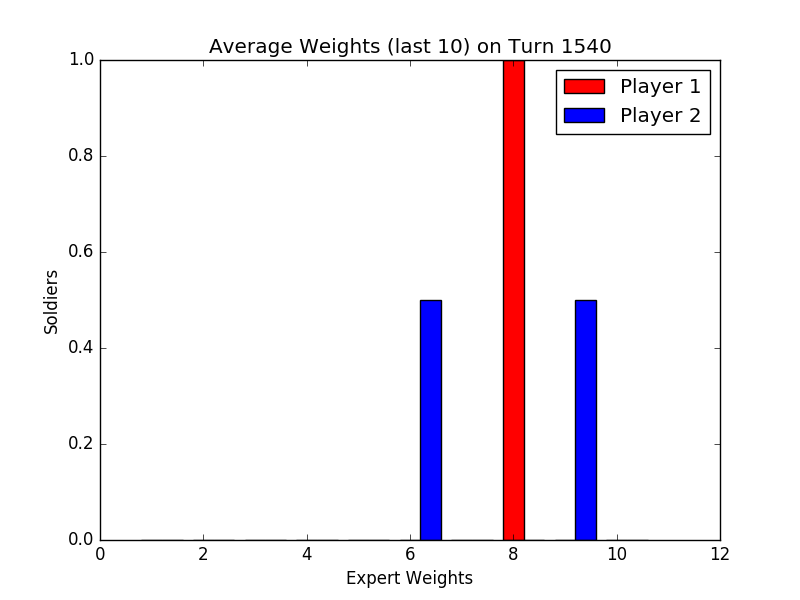 Average Weights (last 10) on Turn 1540
Player 1
Player 2
1.0
0.8
0.6
0.4
0.2
0.0
Soldiers
0 2 4 6 8 10 12
Expert Weights